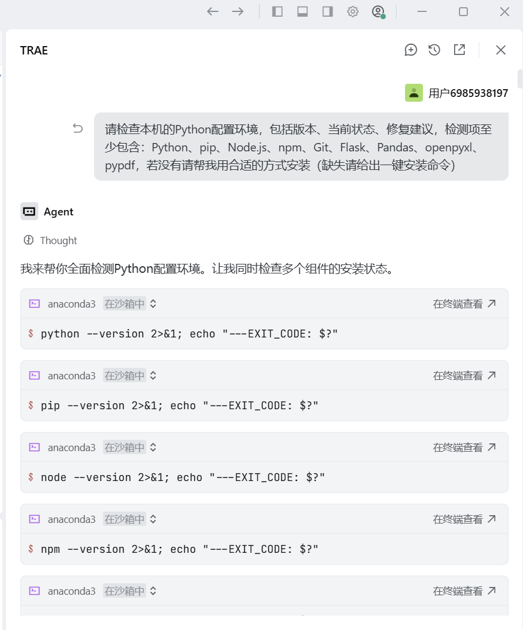 TRAE
用户6985938197
请检查本机的Python配置环境，包括版本、当前状态、修复建议，检测项至
少包含：Python、pip、Node.js、npm、Git、Flask、Pandas、openpyxl、
pypdf，若没有请帮我用合适的方式安装（缺失请给出一键安装命令）
Agent
Thought
我来帮你全面检测Python配置环境。让我同时检查多个组件的安装状态。
anaconda3 在沙箱中 在终端查看
$ python --version 2>&1; echo "---EXIT_CODE: $?"
anaconda3 在沙箱中 在终端查看
$ pip --version 2>&1; echo "---EXIT_CODE: $?"
anaconda3 在沙箱中 在终端查看
$ node --version 2>&1; echo "---EXIT_CODE: $?"
anaconda3 在沙箱中 在终端查看
$ npm --version 2>&1; echo "---EXIT_CODE: $?"
anaconda3 在沙箱中 在终端查看